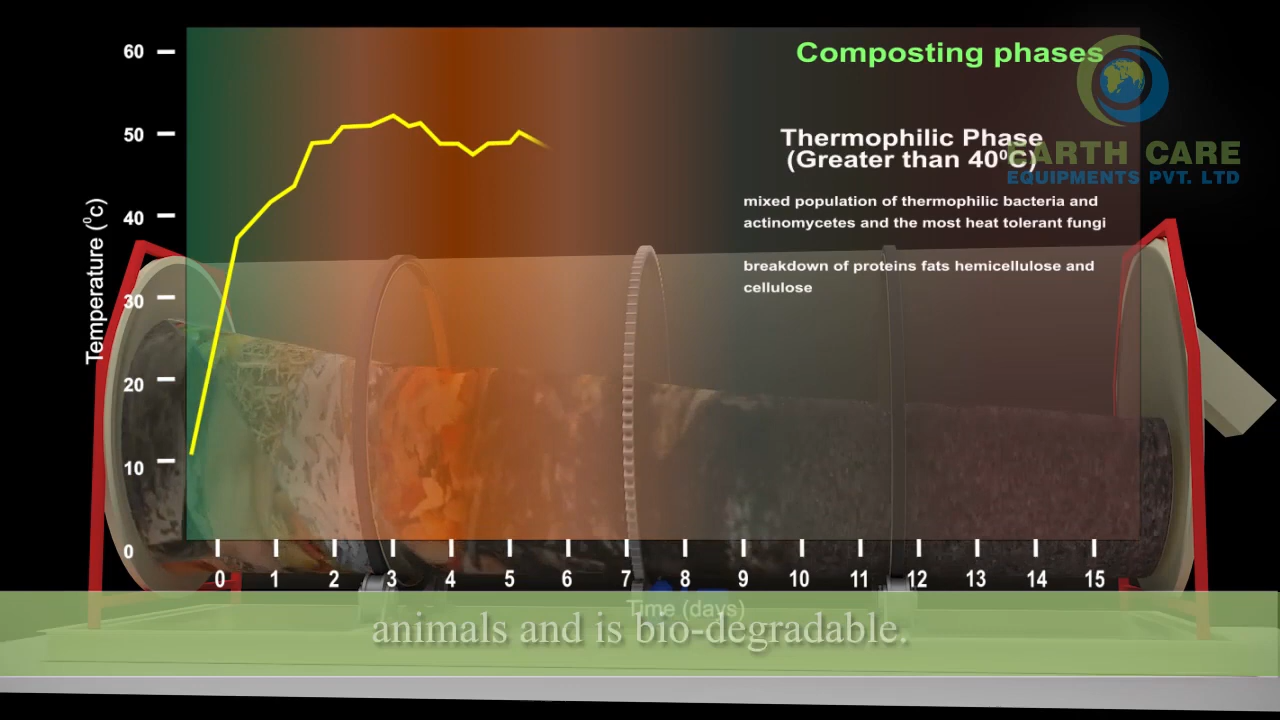 Composting phases
Thermophilic Phase
(Greater than 40⁰C)
EARTH CARE
EQUIPMENTS PVT. LTD
mixed population of thermophilic bacteria and
actinomycetes and the most heat tolerant fungi
breakdown of proteins fats hemicellulose and
cellulose
Temperature (⁰c)
60
50
40
30
20
10
0
0 1 2 3 4 5 6 7 8 9 10 11 12 13 14 15
Time (days)
animals and is bio-degradable.